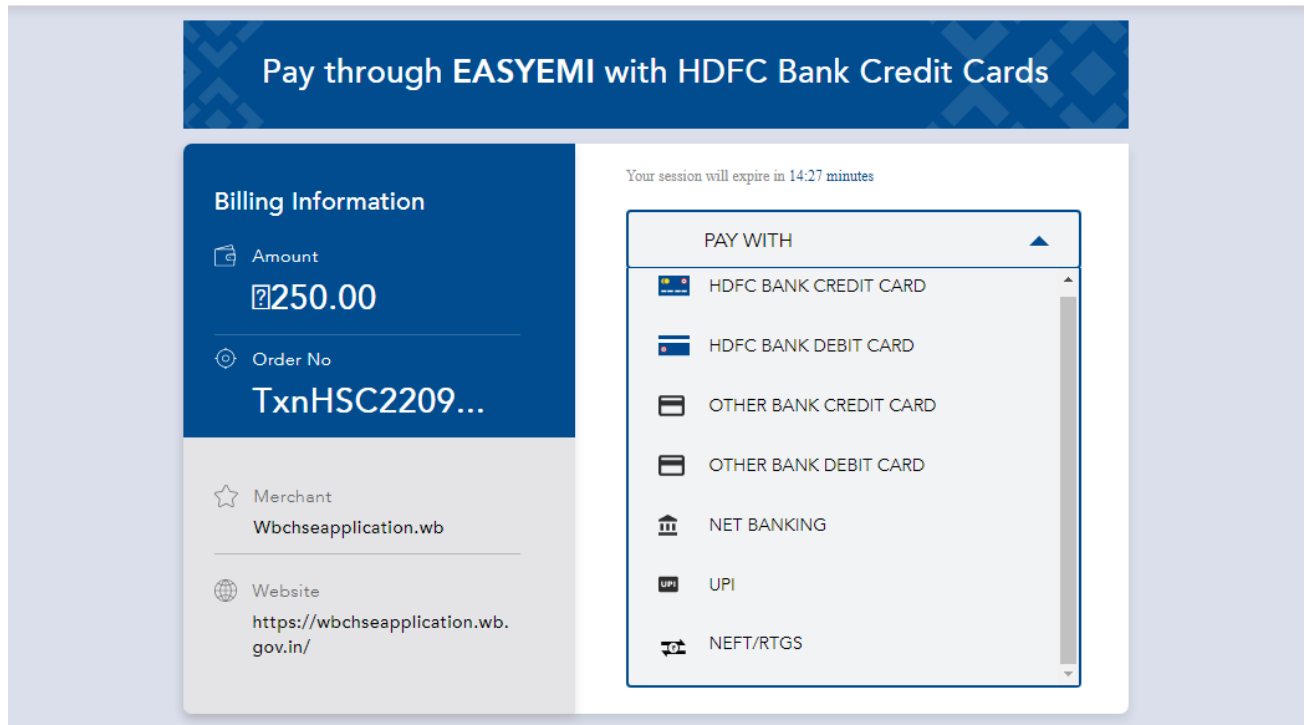 Pay through EASYEMI with HDFC Bank Credit Cards
Billing Information
Amount
⍰250.00
Order No
TxnHSC2209...
Merchant
Wbchseapplication.wb
Website
https://wbchseapplication.wb.
gov.in/
Your session will expire in 14:27 minutes
PAY WITH
HDFC BANK CREDIT CARD
HDFC BANK DEBIT CARD
OTHER BANK CREDIT CARD
OTHER BANK DEBIT CARD
NET BANKING
UPI UPI
NEFT/RTGS